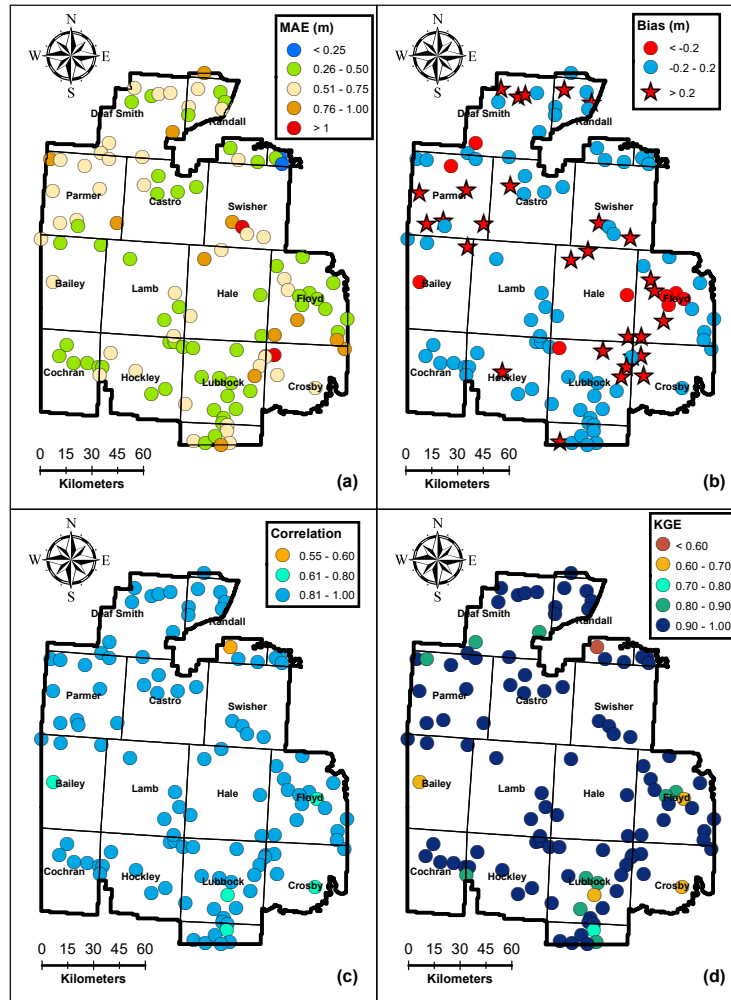 N
W E
S
MAE (m)
< 0.25
0.26 - 0.50
0.51 - 0.75
0.76 - 1.00
> 1
Deaf Smith
Randall
Parmer
Castro
Swisher
Bailey
Lamb
Hale
Floyd
Cochran
Hockley
Lubbock
Crosby
0 15 30 45 60
Kilometers
(a)
N
W E
S
Bias (m)
< -0.2
-0.2 - 0.2
> 0.2
Deaf Smith
Randall
Parmer
Castro
Swisher
Bailey
Lamb
Hale
Floyd
Cochran
Hockley
Lubbock
Crosby
0 15 30 45 60
Kilometers
(b)
N
W E
S
Correlation
0.55 - 0.60
0.61 - 0.80
0.81 - 1.00
Deaf Smith
Randall
Parmer
Castro
Swisher
Bailey
Lamb
Hale
Floyd
Cochran
Hockley
Lubbock
Crosby
0 15 30 45 60
Kilometers
(c)
N
W E
S
KGE
< 0.60
0.60 - 0.70
0.70 - 0.80
0.80 - 0.90
0.90 - 1.00
Deaf Smith
Randall
Parmer
Castro
Swisher
Bailey
Lamb
Hale
Floyd
Cochran
Hockley
Lubbock
Crosby
0 15 30 45 60
Kilometers
(d)